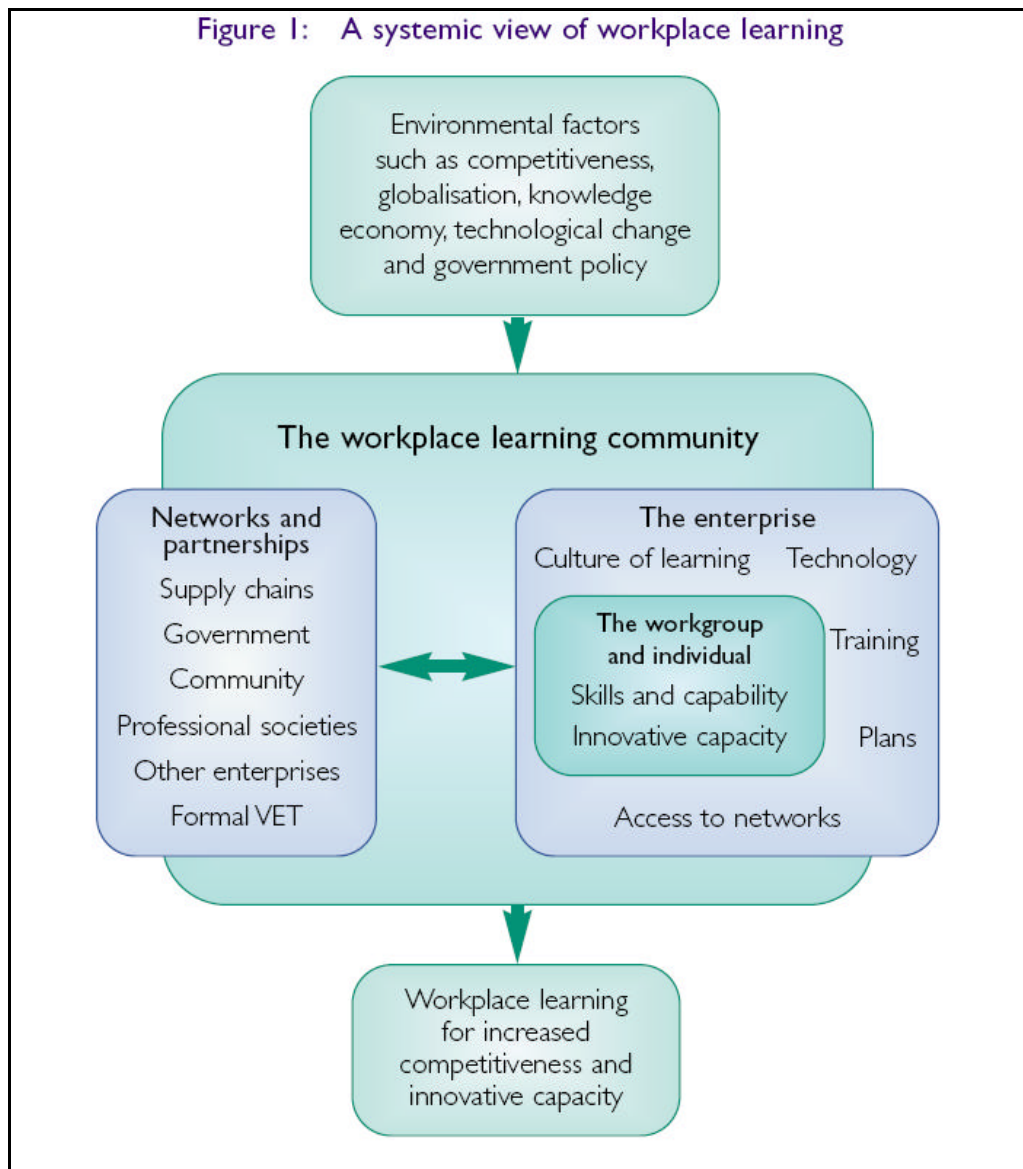 Figure 1: A systemic view of workplace learning
Environmental factors
such as competitiveness,
globalisation, knowledge
economy, technological change
and government policy
The workplace learning community
Networks and
partnerships
Supply chains
Government
Community
Professional societies
Other enterprises
Formal VET
The enterprise
Culture of learning Technology
The workgroup
and individual
Skills and capability
Innovative capacity
Training
Plans
Access to networks
Workplace learning
for increased
competitiveness and
innovative capacity